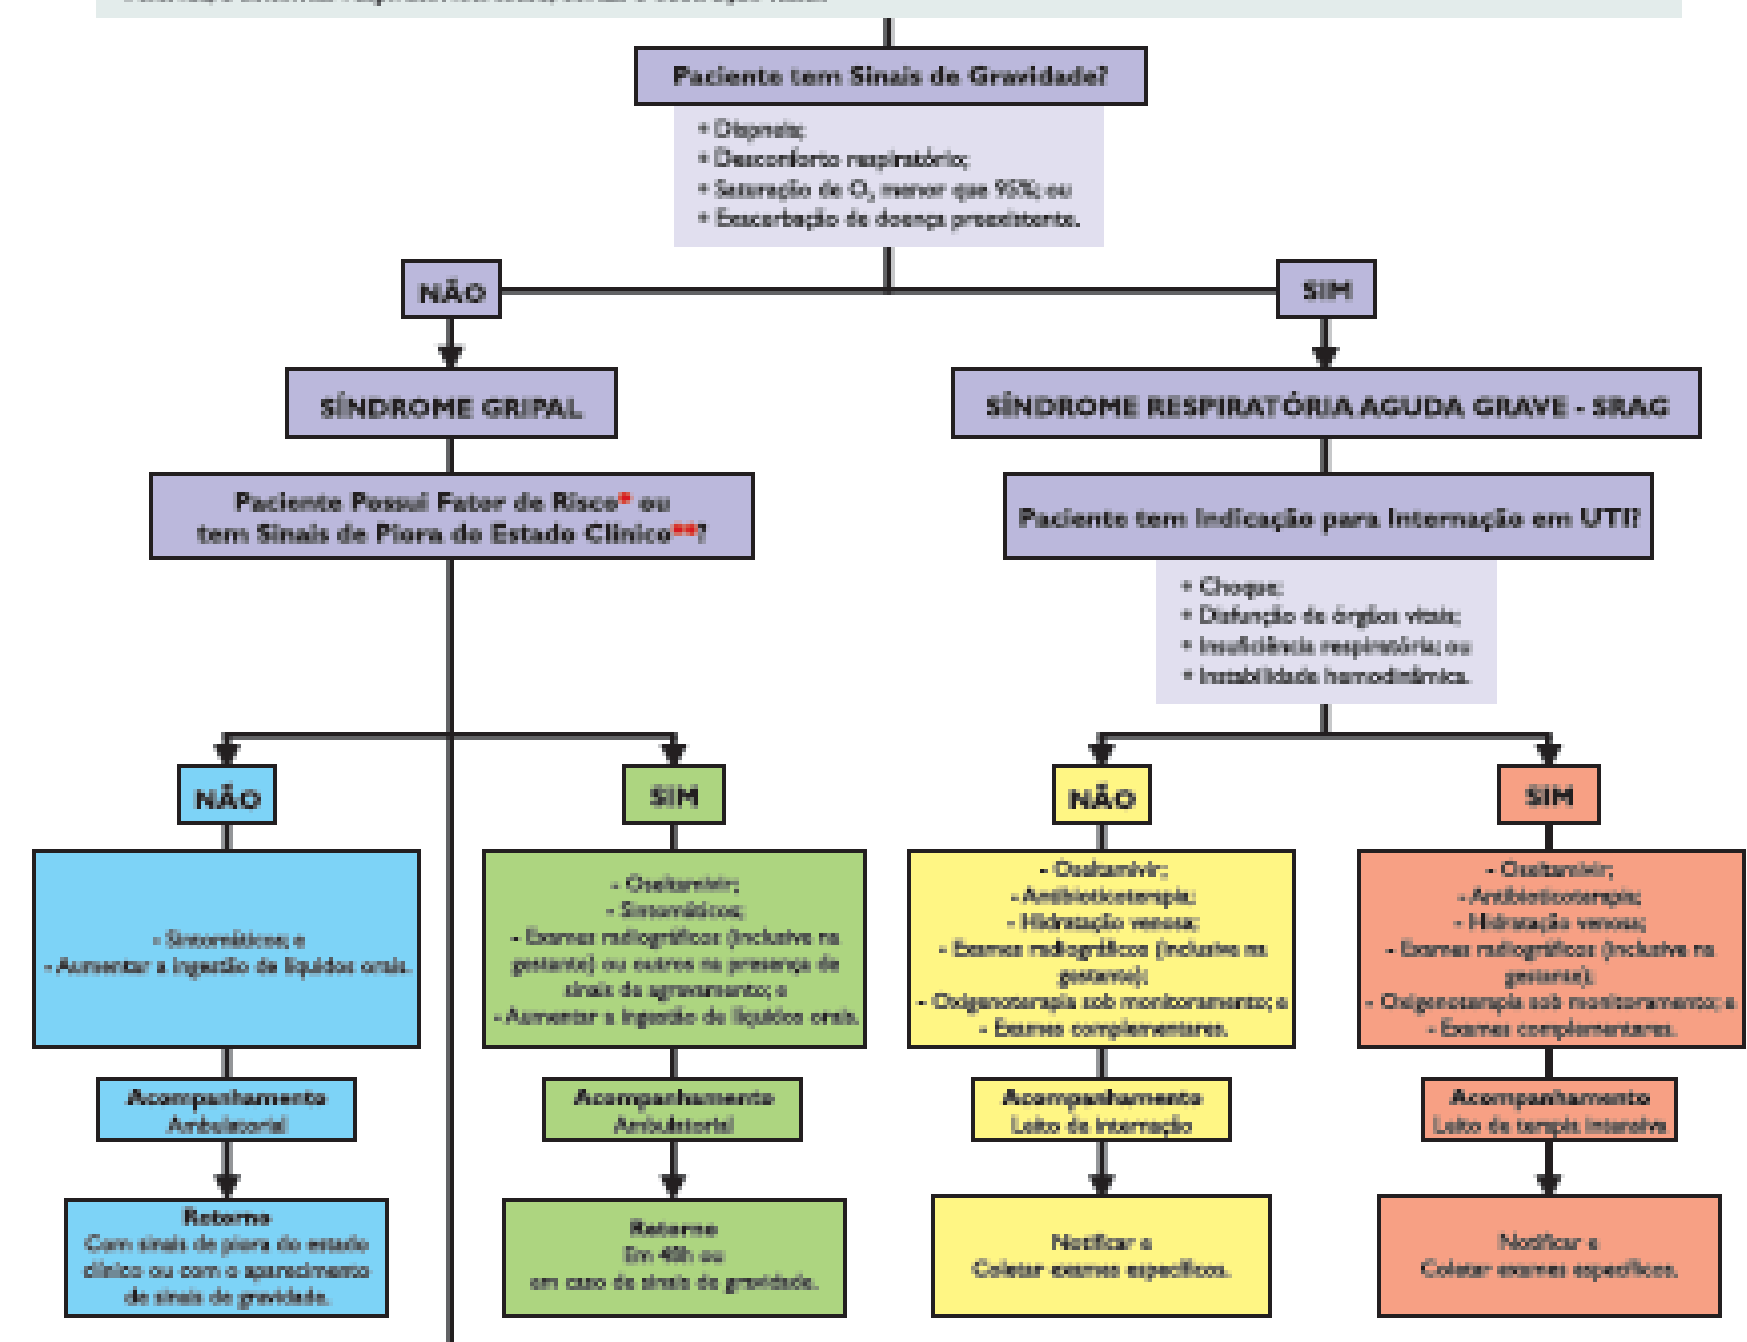 Paciente tem Sinais de Gravidade?
• Dispneia;
• Desconforto respiratório;
• Saturação de O₂ menor que 95%; ou
• Exacerbação de doença preexistente.
NÃO
SIM
SÍNDROME GRIPAL
SÍNDROME RESPIRATÓRIA AGUDA GRAVE - SRAG
Paciente Possui Fator de Risco* ou
tem Sinais de Piora do Estado Clínico**?
Paciente tem Indicação para Internação em UTI?
• Choque;
• Disfunção de órgãos vitais;
• Insuficiência respiratória; ou
• Instabilidade hemodinâmica.
NÃO
- Sintomáticos; e
- Aumentar a ingestão de líquidos orais.
Acompanhamento
Ambulatorial
Retorno
Com sinais de piora do estado
clínico ou com o aparecimento
de sinais de gravidade.
SIM
- Oseltamivir;
- Sintomáticos;
- Exames radiográficos (inclusive na
gestante) ou outros na presença de
sinais de agravamento; e
- Aumentar a ingestão de líquidos orais.
Acompanhamento
Ambulatorial
Retorno
Em 48h ou
em caso de sinais de gravidade.
NÃO
- Oseltamivir;
- Antibioticoterapia;
- Hidratação venosa;
- Exames radiográficos (inclusive na
gestante);
- Oxigenoterapia sob monitoramento; e
- Exames complementares.
Acompanhamento
Leito de internação
Notificar e
Coletar exames específicos.
SIM
- Oseltamivir;
- Antibioticoterapia;
- Hidratação venosa;
- Exames radiográficos (inclusive na
gestante);
- Oxigenoterapia sob monitoramento; e
- Exames complementares.
Acompanhamento
Leito de terapia intensiva
Notificar e
Coletar exames específicos.